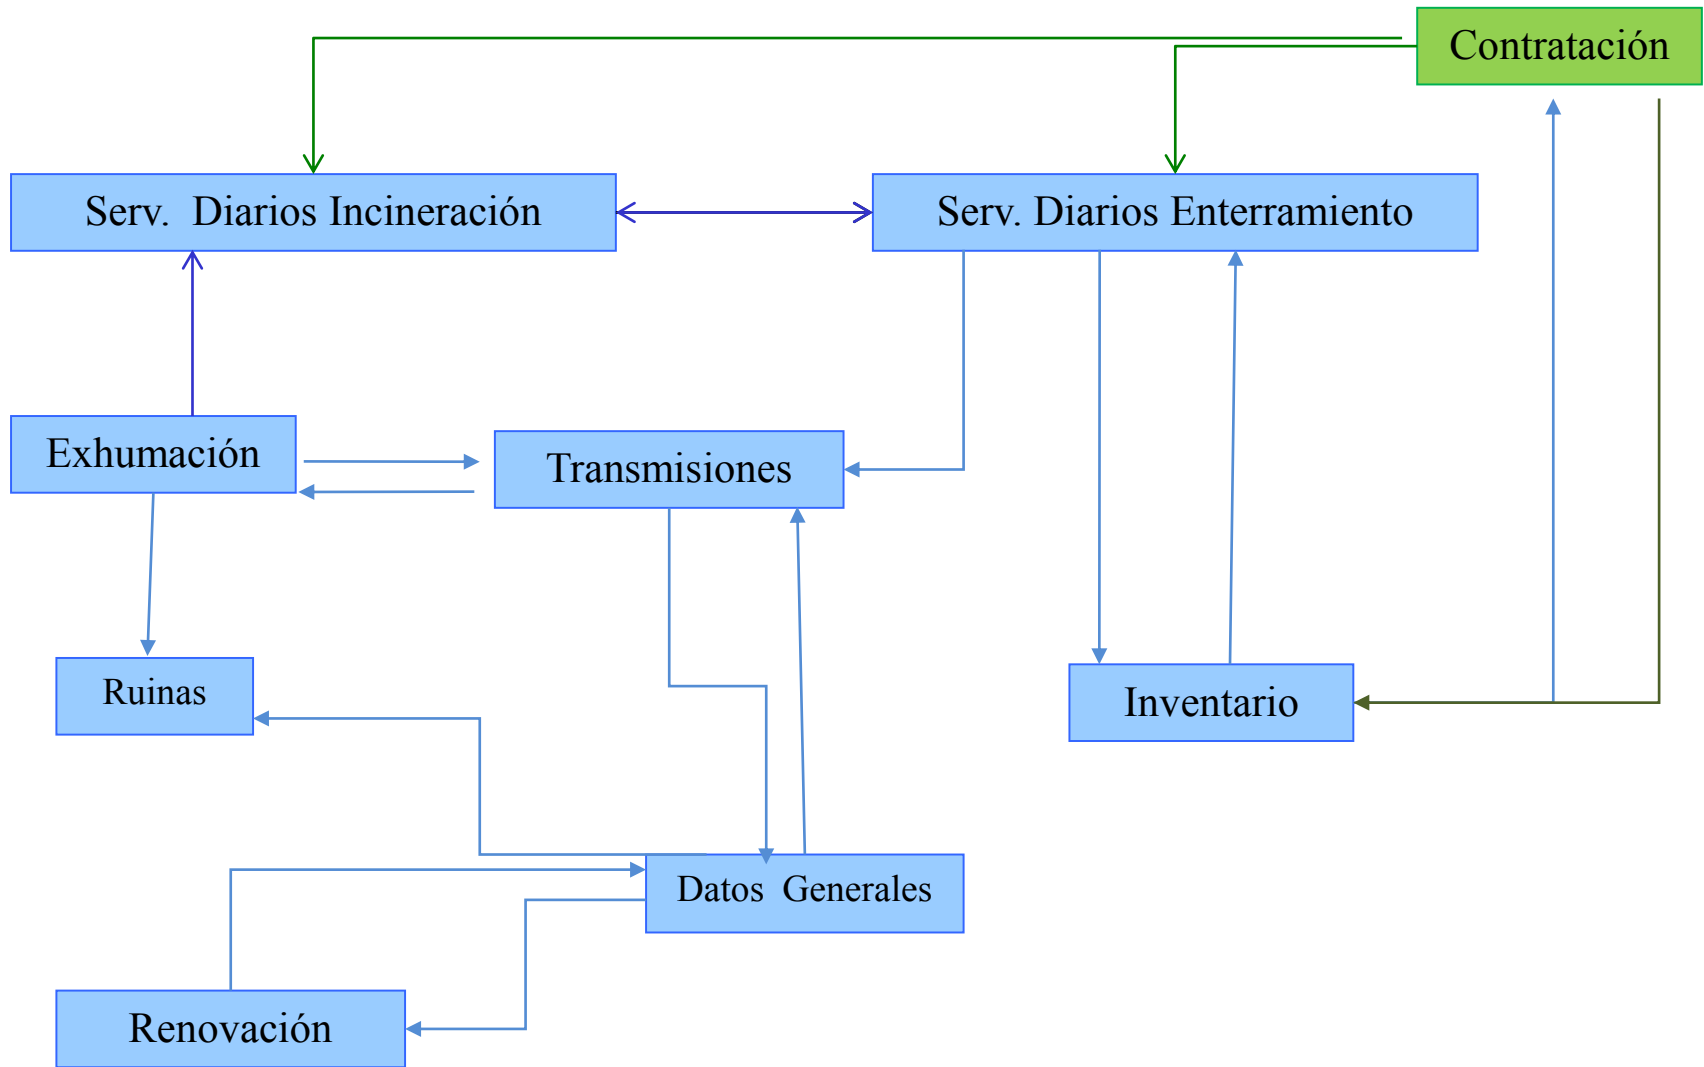 Contratación
Serv. Diarios Incineración
Serv. Diarios Enterramiento
Exhumación
Transmisiones
Ruinas
Inventario
Datos Generales
Renovación